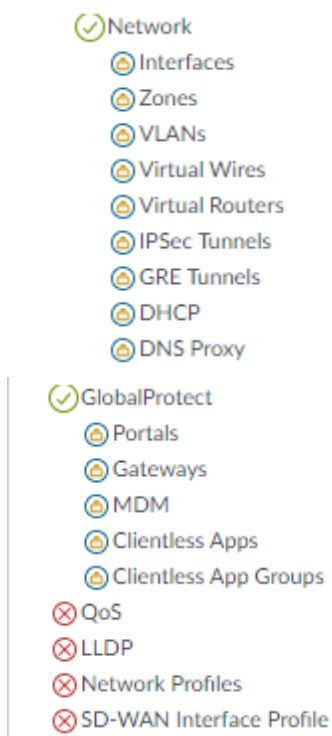 Network
Interfaces
Zones
VLANs
Virtual Wires
Virtual Routers
IPSec Tunnels
GRE Tunnels
DHCP
DNS Proxy
GlobalProtect
Portals
Gateways
MDM
Clientless Apps
Clientless App Groups
QoS
LLDP
Network Profiles
SD-WAN Interface Profile